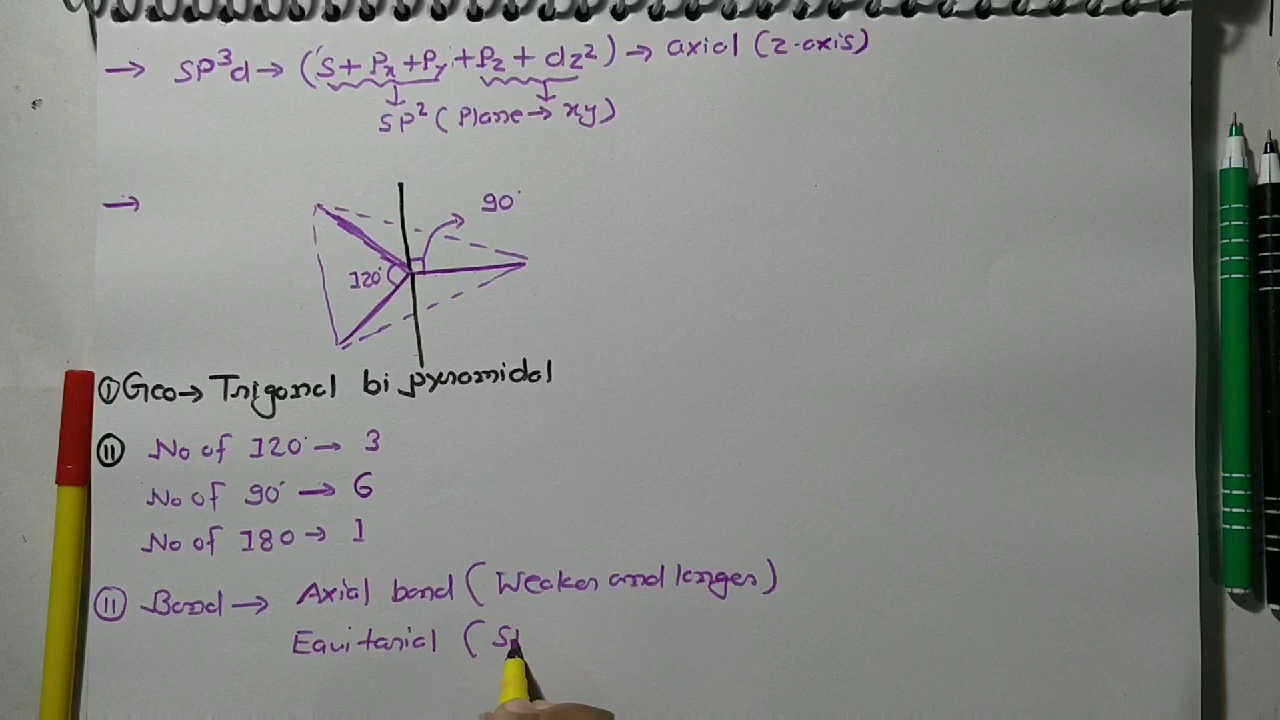 → SP³d → (S + Px + Py + Pz + dz²) → axial (z-axis)
SP² (Plane → xy)
→
90°
120°
① Geo → Trigonal bi pyramidal
⑪ No of 120° → 3
No of 90° → 6
No of 180 → 1
⑪ Bond → Axial bond (Weaker and longer)
Equitorial (St